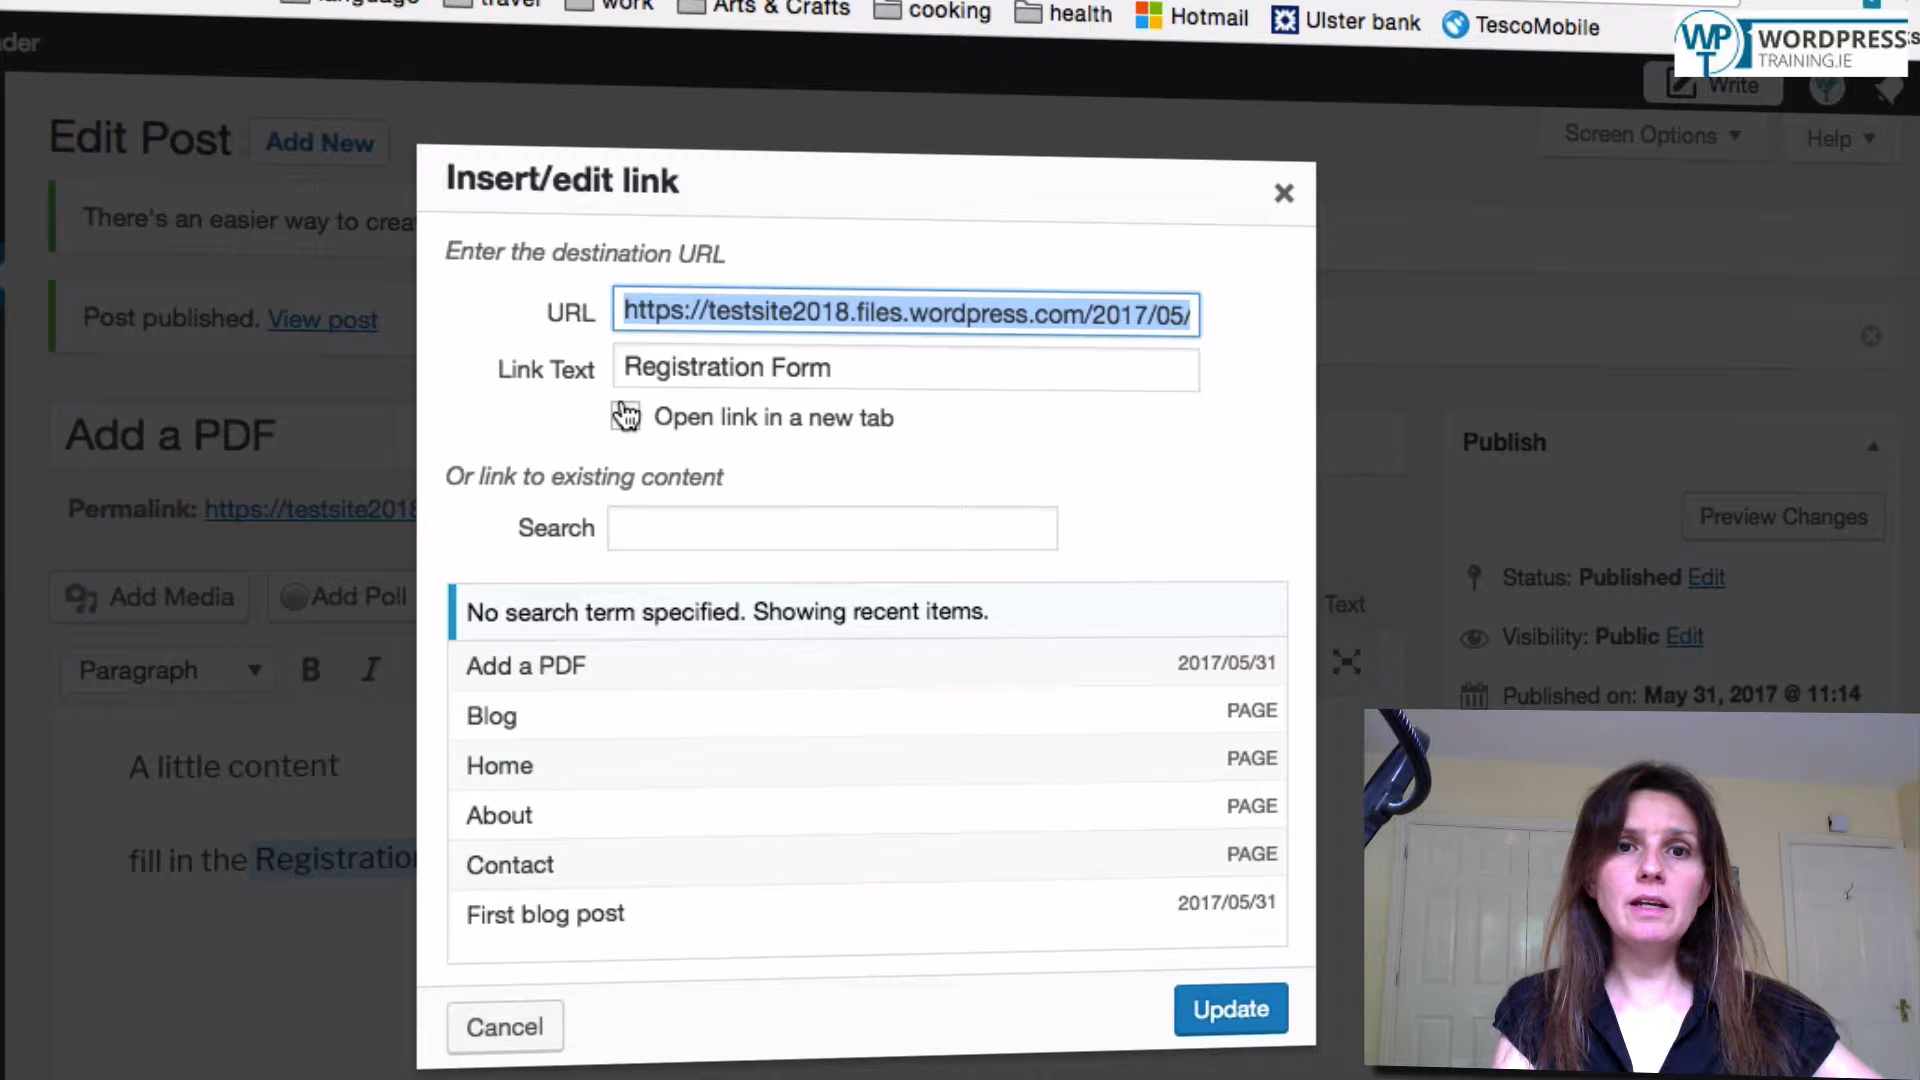 language travel work Arts & Crafts cooking health Hotmail Ulster bank TescoMobile
WPT WORDPRESS
TRAINING.IE
Write
Edit Post Add New
Screen Options Help
Insert/edit link
There's an easier way to crea
Enter the destination URL
URL https://testsite2018.files.wordpress.com/2017/05/
Post published. View post
Link Text Registration Form
Open link in a new tab
Add a PDF
Publish
Or link to existing content
Permalink: https://testsite2018
Search
Preview Changes
Status: Published Edit
Add Media Add Poll
Text
No search term specified. Showing recent items.
Visibility: Public Edit
Paragraph B I
Add a PDF 2017/05/31
Published on: May 31, 2017 @ 11:14
Blog PAGE
Home PAGE
A little content
About PAGE
fill in the Registration
Contact PAGE
First blog post 2017/05/31
Cancel Update